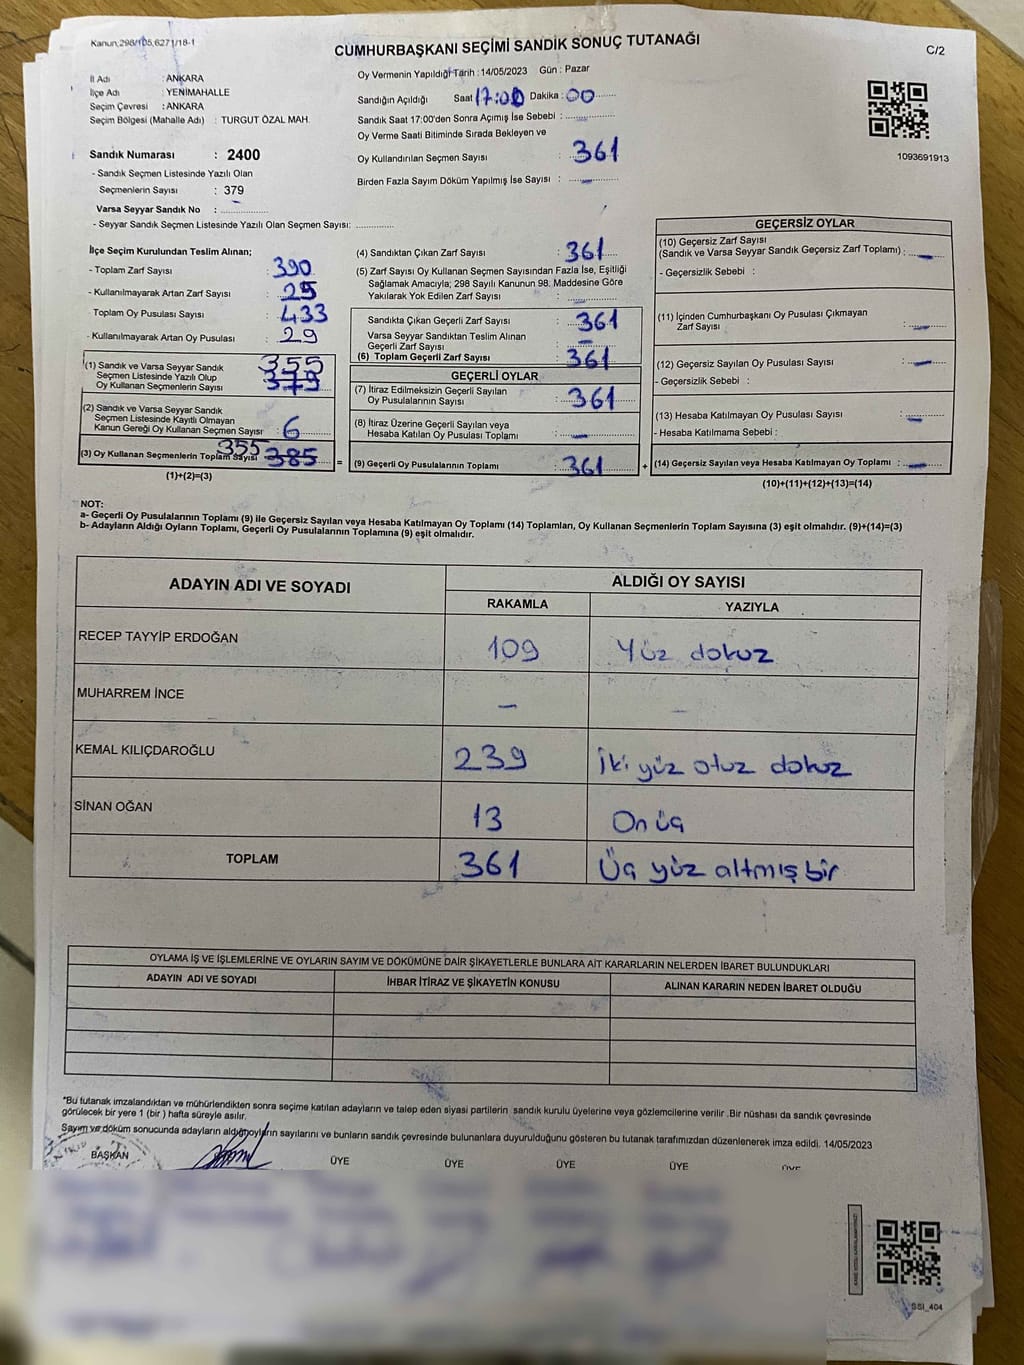 Kanun,298/105,6271/18-1
CUMHURBAŞKANI SEÇİMİ SANDIK SONUÇ TUTANAĞI
C/2
İl Adı : ANKARA
İlçe Adı : YENİMAHALLE
Seçim Çevresi : ANKARA
Seçim Bölgesi (Mahalle Adı) : TURGUT ÖZAL MAH.
Sandık Numarası : 2400
- Sandık Seçmen Listesinde Yazılı Olan
Seçmenlerin Sayısı : 379
Varsa Seyyar Sandık No :
- Seyyar Sandık Seçmen Listesinde Yazılı Olan Seçmen Sayısı:
Oy Vermenin Yapıldığı Tarih : 14/05/2023 Gün : Pazar
Sandığın Açıldığı Saat 17:00 Dakika : 00
Sandık Saat 17:00'den Sonra Açımış İse Sebebi :
Oy Verme Saati Bitiminde Sırada Bekleyen ve
Oy Kullandırılan Seçmen Sayısı : 361
Birden Fazla Sayım Döküm Yapılmış İse Sayısı : -
1093691913
İlçe Seçim Kurulundan Teslim Alınan;
- Toplam Zarf Sayısı : 390
- Kullanılmayarak Artan Zarf Sayısı : 25
- Toplam Oy Pusulası Sayısı : 433
- Kullanılmayarak Artan Oy Pusulası : 29
(1) Sandık ve Varsa Seyyar Sandık
Seçmen Listesinde Yazılı Olup
Oy Kullanan Seçmenlerin Sayısı : 355 379
(2) Sandık ve Varsa Seyyar Sandık
Seçmen Listesinde Kayıtlı Olmayan
Kanun Gereği Oy Kullanan Seçmen Sayısı : 6
(3) Oy Kullanan Seçmenlerin Toplam Sayısı 355 385
(1)+(2)=(3)
(4) Sandıktan Çıkan Zarf Sayısı : 361
(5) Zarf Sayısı Oy Kullanan Seçmen Sayısından Fazla İse, Eşitliği
Sağlamak Amacıyla; 298 Sayılı Kanunun 98. Maddesine Göre
Yakılarak Yok Edilen Zarf Sayısı : -
Sandıkta Çıkan Geçerli Zarf Sayısı : 361
Varsa Seyyar Sandıktan Teslim Alınan
Geçerli Zarf Sayısı : -
(6) Toplam Geçerli Zarf Sayısı : 361
GEÇERLİ OYLAR
(7) İtiraz Edilmeksizin Geçerli Sayılan
Oy Pusulalarının Sayısı : 361
(8) İtiraz Üzerine Geçerli Sayılan veya
Hesaba Katılan Oy Pusulası Toplamı : -
= (9) Geçerli Oy Pusulalarının Toplamı : 361
GEÇERSİZ OYLAR
(10) Geçersiz Zarf Sayısı
(Sandık ve Varsa Seyyar Sandık Geçersiz Zarf Toplamı) : -
- Geçersizlik Sebebi :
(11) İçinden Cumhurbaşkanı Oy Pusulası Çıkmayan
Zarf Sayısı : -
(12) Geçersiz Sayılan Oy Pusulası Sayısı : -
- Geçersizlik Sebebi :
(13) Hesaba Katılmayan Oy Pusulası Sayısı : -
- Hesaba Katılmama Sebebi :
+ (14) Geçersiz Sayılan veya Hesaba Katılmayan Oy Toplamı : -
(10)+(11)+(12)+(13)=(14)
NOT:
a- Geçerli Oy Pusulalarının Toplamı (9) ile Geçersiz Sayılan veya Hesaba Katılmayan Oy Toplamı (14) Toplamları, Oy Kullanan Seçmenlerin Toplam Sayısına (3) eşit olmalıdır. (9)+(14)=(3)
b- Adayların Aldığı Oyların Toplamı, Geçerli Oy Pusulalarının Toplamına (9) eşit olmalıdır.
ADAYIN ADI VE SOYADI ALDIĞI OY SAYISI
RAKAMLA YAZIYLA
RECEP TAYYİP ERDOĞAN 109 Yüz dokuz
MUHARREM İNCE - -
KEMAL KILIÇDAROĞLU 239 İki yüz otuz dokuz
SİNAN OĞAN 13 On üç
TOPLAM 361 Üç yüz altmış bir
OYLAMA İŞ VE İŞLEMLERİNE VE OYLARIN SAYIM VE DÖKÜMÜNE DAİR ŞİKAYETLERLE BUNLARA AİT KARARLARIN NELERDEN İBARET BULUNDUKLARI
ADAYIN ADI VE SOYADI İHBAR İTİRAZ VE ŞİKAYETİN KONUSU ALINAN KARARIN NEDEN İBARET OLDUĞU
*Bu tutanak imzalandıktan ve mühürlendikten sonra seçime katılan adayların ve talep eden siyasi partilerin sandık kurulu üyelerine veya gözlemcilerine verilir .Bir nüshası da sandık çevresinde
görülecek bir yere 1 (bir ) hafta süreyle asılır.
Sayım ve döküm sonucunda adayların aldığı oyların sayılarını ve bunların sandık çevresinde bulunanlara duyurulduğunu gösteren bu tutanak tarafımızdan düzenlenerek imza edildi. 14/05/2023
BAŞKAN ÜYE ÜYE ÜYE ÜYE ÜYE
SSI_404